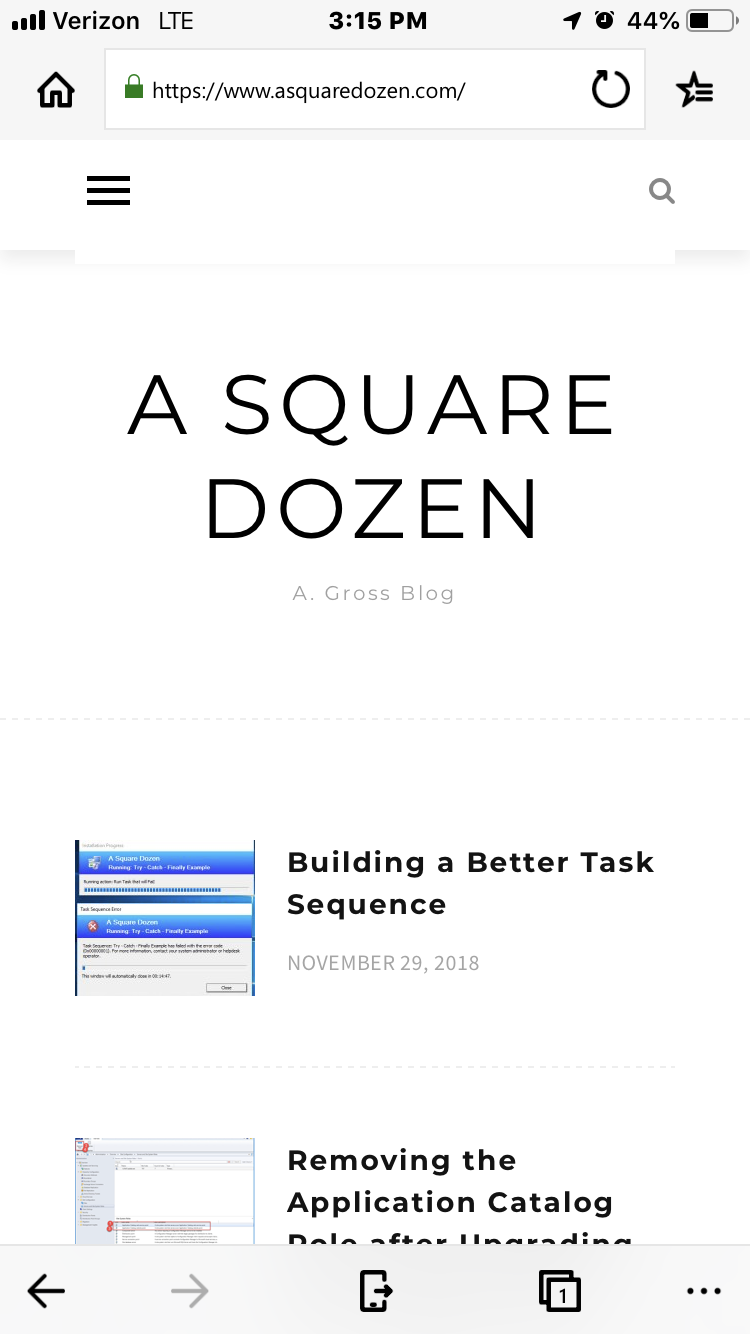 Verizon LTE 3:15 PM 44%
https://www.asquaredozen.com/
A SQUARE
DOZEN
A. Gross Blog
Installation Progress
A Square Dozen
Running: Try - Catch - Finally Example
Running action: Run Task that will Fail
Task Sequence Error
A Square Dozen
Running: Try - Catch - Finally Example
Task Sequence: Try - Catch - Finally Example has failed with the error code
(0x00000001). For more information, contact your system administrator or helpdesk
operator.
This window will automatically close in 00:14:47.
Close
Building a Better Task
Sequence
NOVEMBER 29, 2018
Removing the
Application Catalog
Role after Upgrading
1